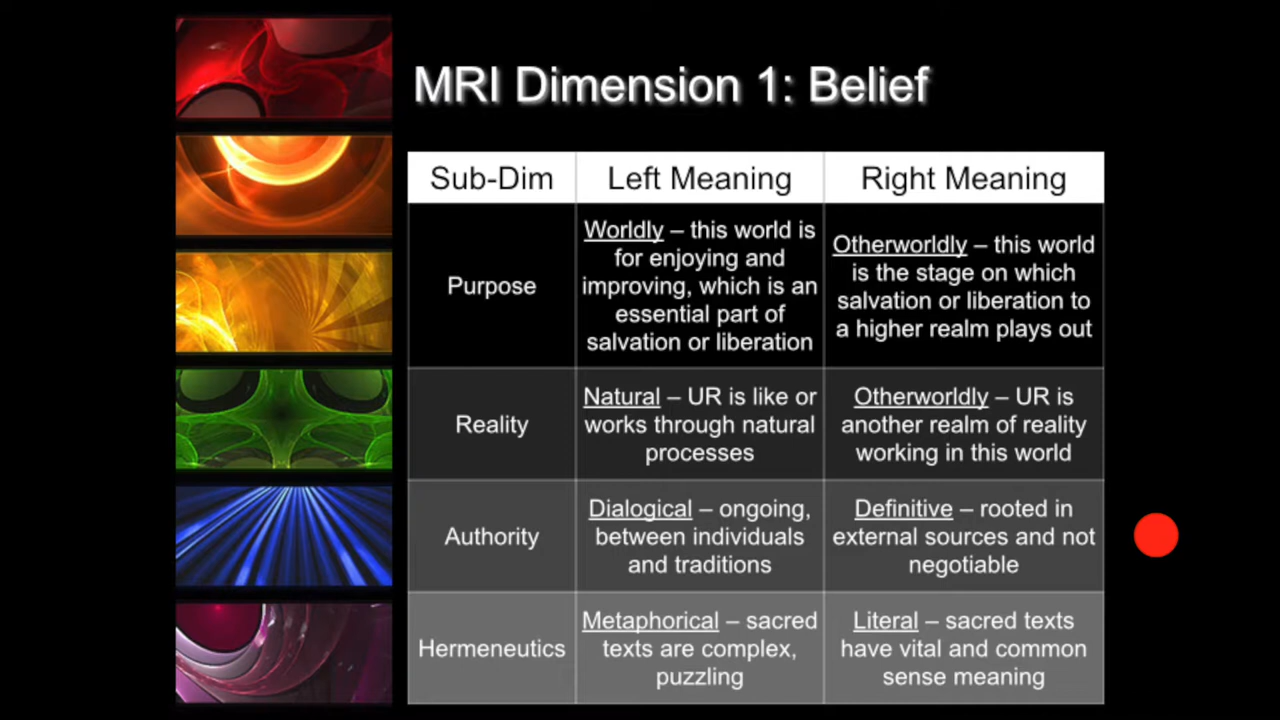 MRI Dimension 1: Belief
Sub-Dim
Left Meaning
Right Meaning
Purpose
Worldly – this world is
for enjoying and
improving, which is an
essential part of
salvation or liberation
Otherworldly – this world
is the stage on which
salvation or liberation to
a higher realm plays out
Reality
Natural – UR is like or
works through natural
processes
Otherworldly – UR is
another realm of reality
working in this world
Authority
Dialogical – ongoing,
between individuals
and traditions
Definitive – rooted in
external sources and not
negotiable
Hermeneutics
Metaphorical – sacred
texts are complex,
puzzling
Literal – sacred texts
have vital and common
sense meaning